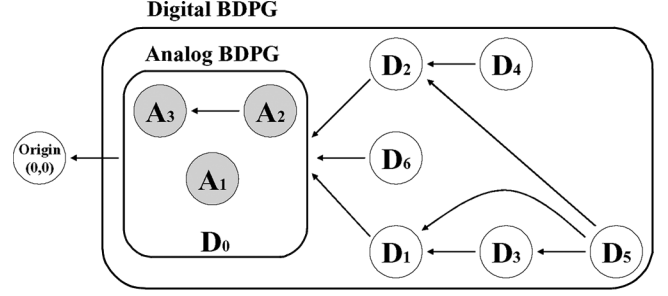 Digital BDPG
Analog BDPG
D2
D4
A3
A2
Origin
(0,0)
D6
A1
D0
D1
D3
D5